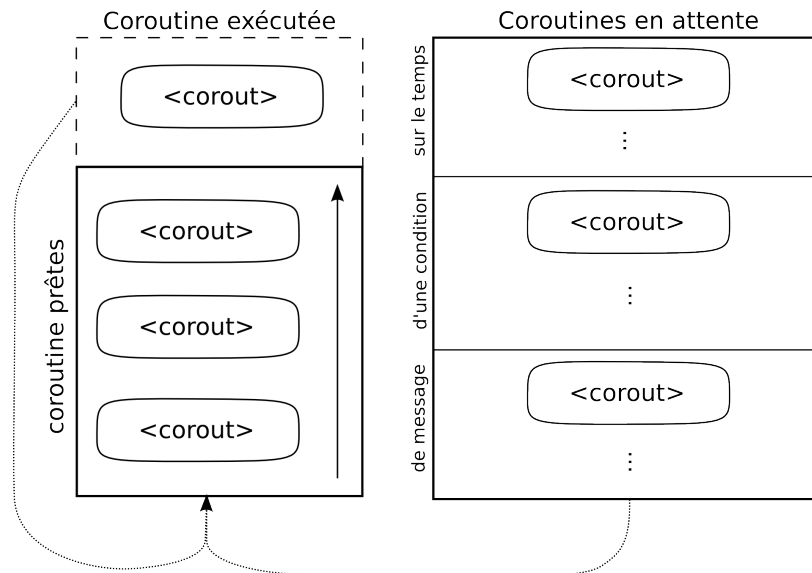 Coroutine exécutée
<corout>
coroutine prêtes
<corout>
<corout>
<corout>
Coroutines en attente
sur le temps
<corout>
...
d'une condition
<corout>
...
de message
<corout>
...